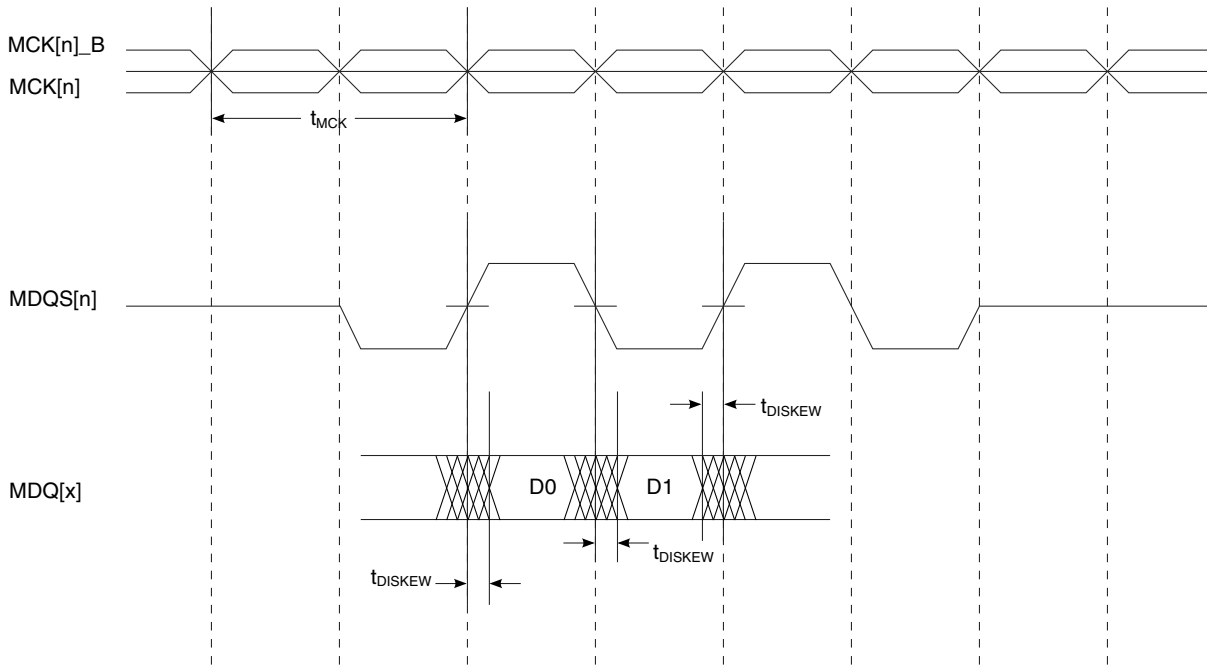 MCK[n]_B
MCK[n]
tMCK
MDQS[n]
tDISKEW
MDQ[x]
D0
D1
tDISKEW
tDISKEW